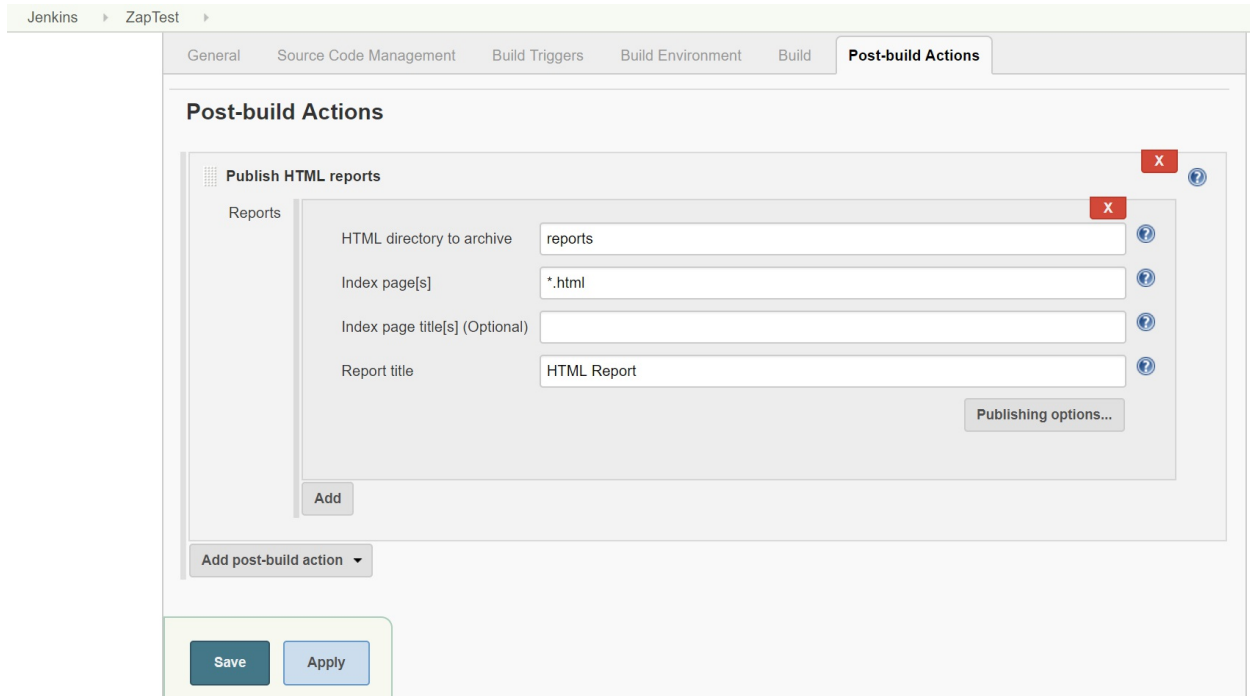 Jenkins ZapTest
General Source Code Management Build Triggers Build Environment Build Post-build Actions
Post-build Actions
X
Publish HTML reports
X
Reports
HTML directory to archive reports
Index page[s] *.html
Index page title[s] (Optional)
Report title HTML Report
Publishing options...
Add
Add post-build action
Save Apply